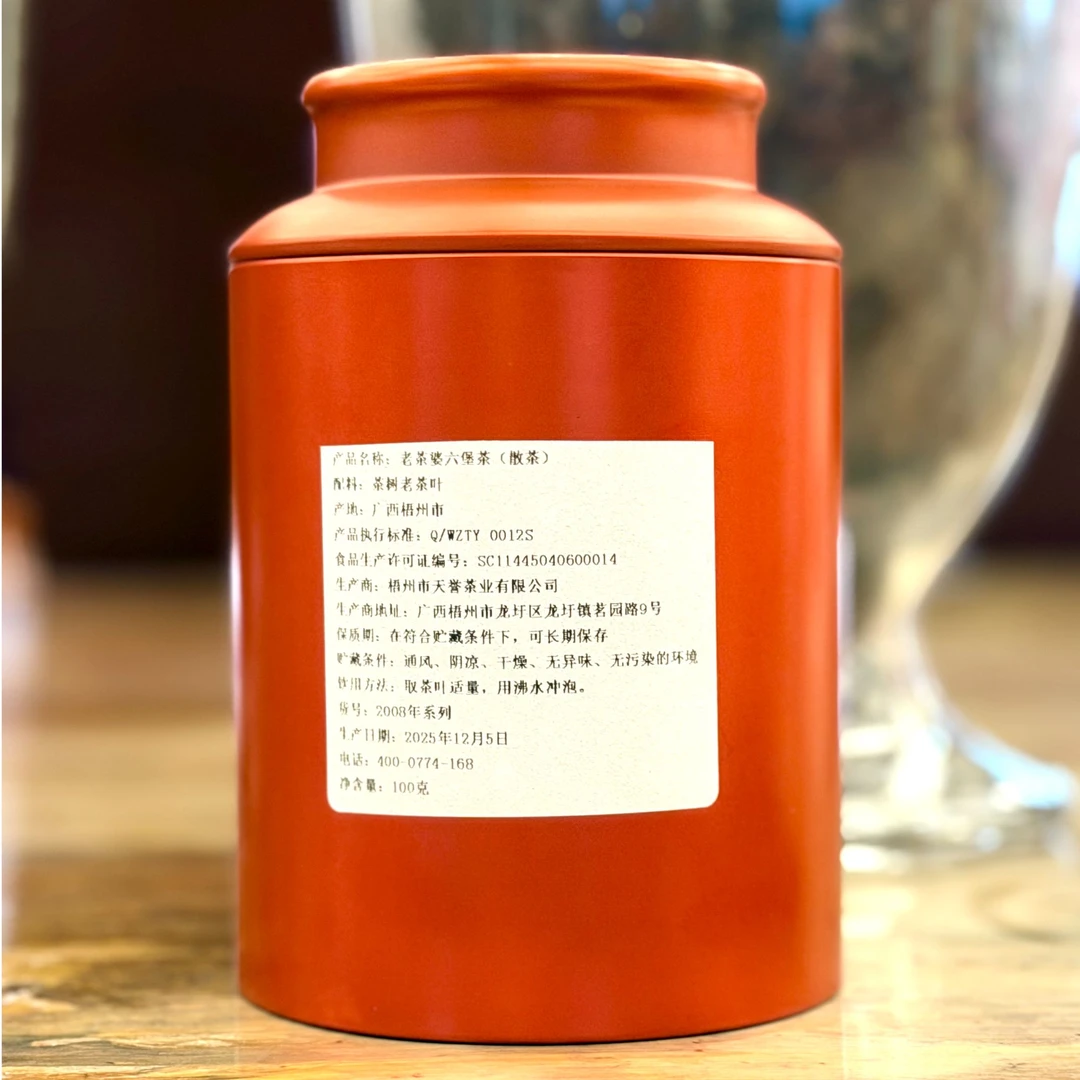 产品名称：老茶婆六堡茶（散茶）
配料：茶树老茶叶
产地：广西梧州市
产品执行标准：Q/WZTY 0012S
食品生产许可证编号：SC11445040600014
生产商：梧州市天誉茶业有限公司
生产商地址：广西梧州市龙圩区龙圩镇茗园路9号
保质期：在符合贮藏条件下，可长期保存
贮藏条件：通风、阴凉、干燥、无异味、无污染的环境
饮用方法：取茶叶适量，用沸水冲泡。
货号：2008年系列
生产日期：2025年12月5日
电话：400-0774-168
净含量：100克